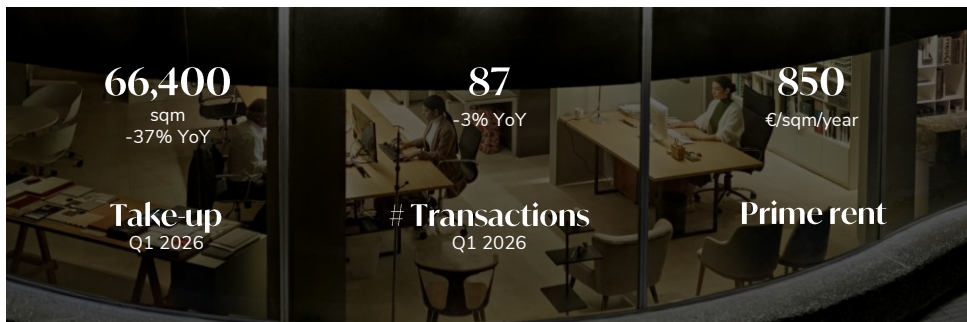 66,400
sqm
-37% YoY
Take-up
Q1 2026
87
-3% YoY
# Transactions
Q1 2026
850
€/sqm/year
Prime rent